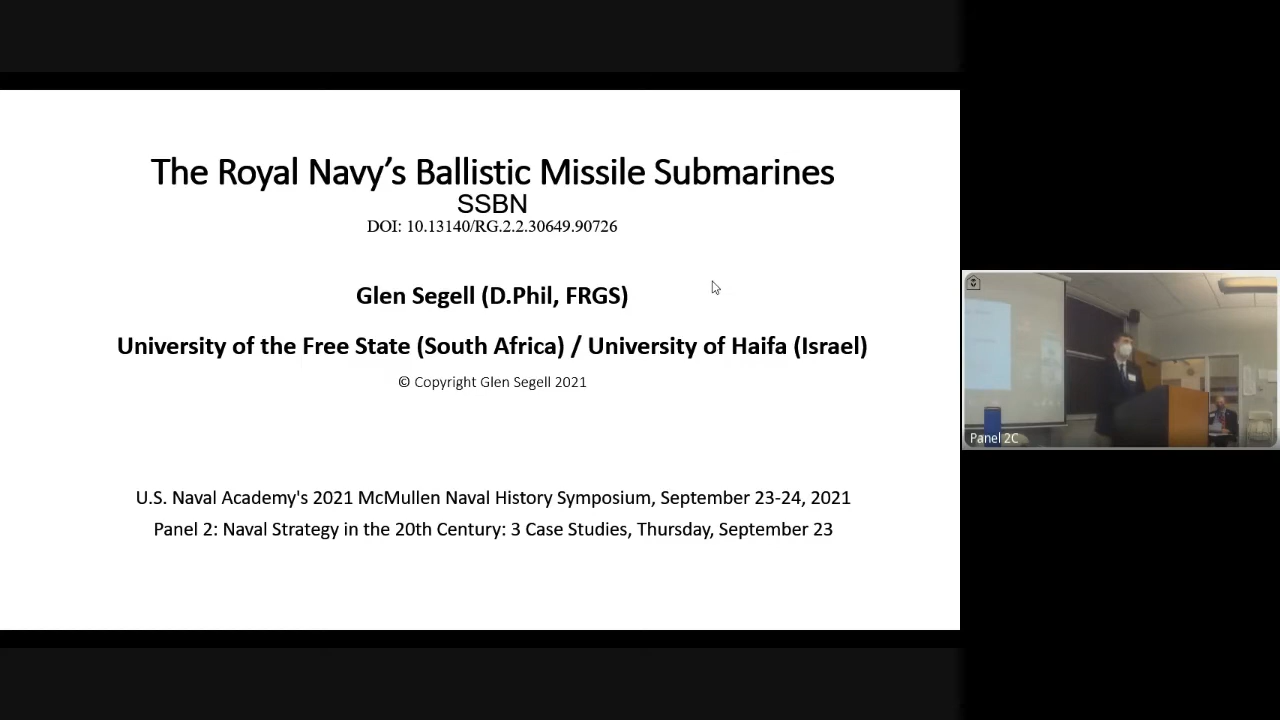 The Royal Navy’s Ballistic Missile Submarines
SSBN
DOI: 10.13140/RG.2.2.30649.90726
Glen Segell (D.Phil, FRGS)
University of the Free State (South Africa) / University of Haifa (Israel)
© Copyright Glen Segell 2021
U.S. Naval Academy's 2021 McMullen Naval History Symposium, September 23-24, 2021
Panel 2: Naval Strategy in the 20th Century: 3 Case Studies, Thursday, September 23
Panel 2C